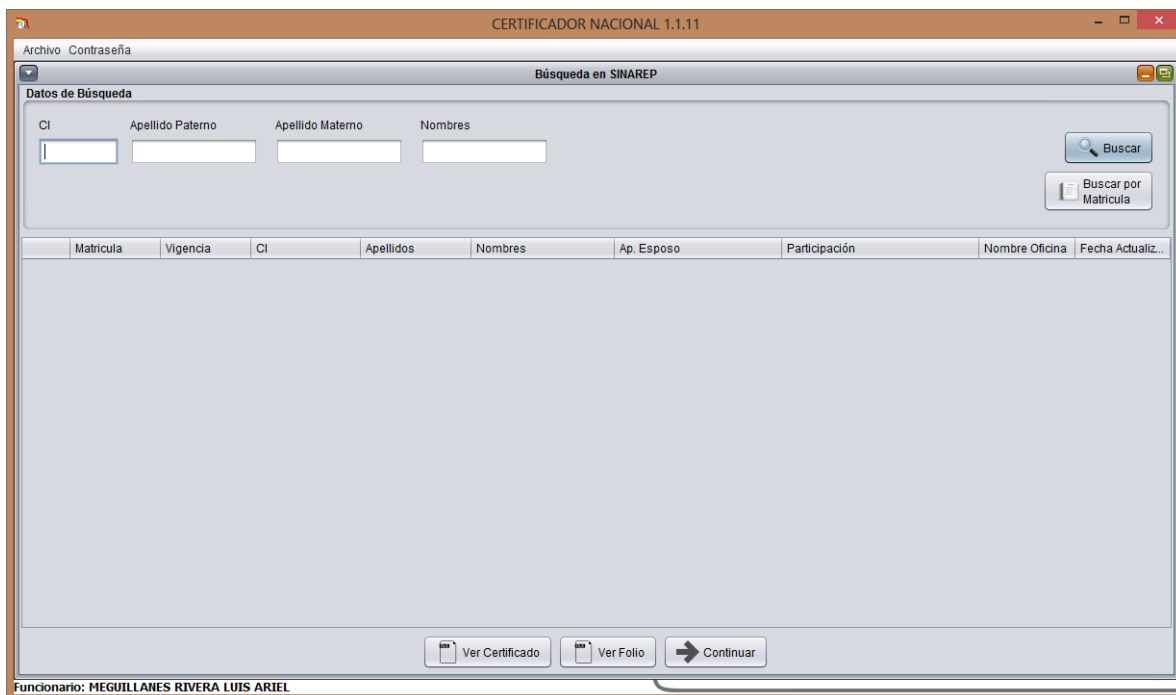 CERTIFICADOR NACIONAL 1.1.11
Archivo Contraseña
Búsqueda en SINAREP
Datos de Búsqueda
CI Apellido Paterno Apellido Materno Nombres
Buscar
Buscar por
Matricula
Matricula Vigencia CI Apellidos Nombres Ap. Esposo Participación Nombre Oficina Fecha Actualiz...
Ver Certificado Ver Folio Continuar
Funcionario: MEGUILLANES RIVERA LUIS ARIEL